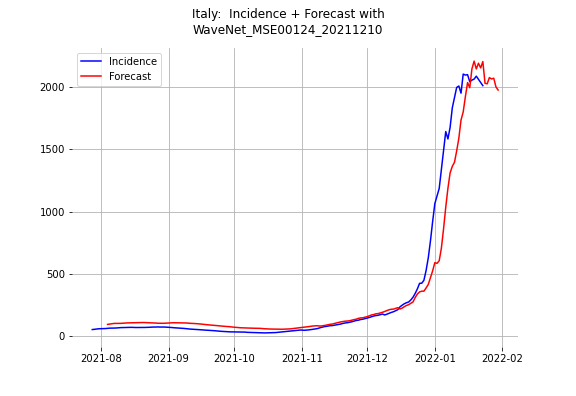 Italy:  Incidence + Forecast with
WaveNet_MSE00124_20211210
Incidence
Forecast
2000
1500
1000
500
0
2021-08 2021-09 2021-10 2021-11 2021-12 2022-01 2022-02